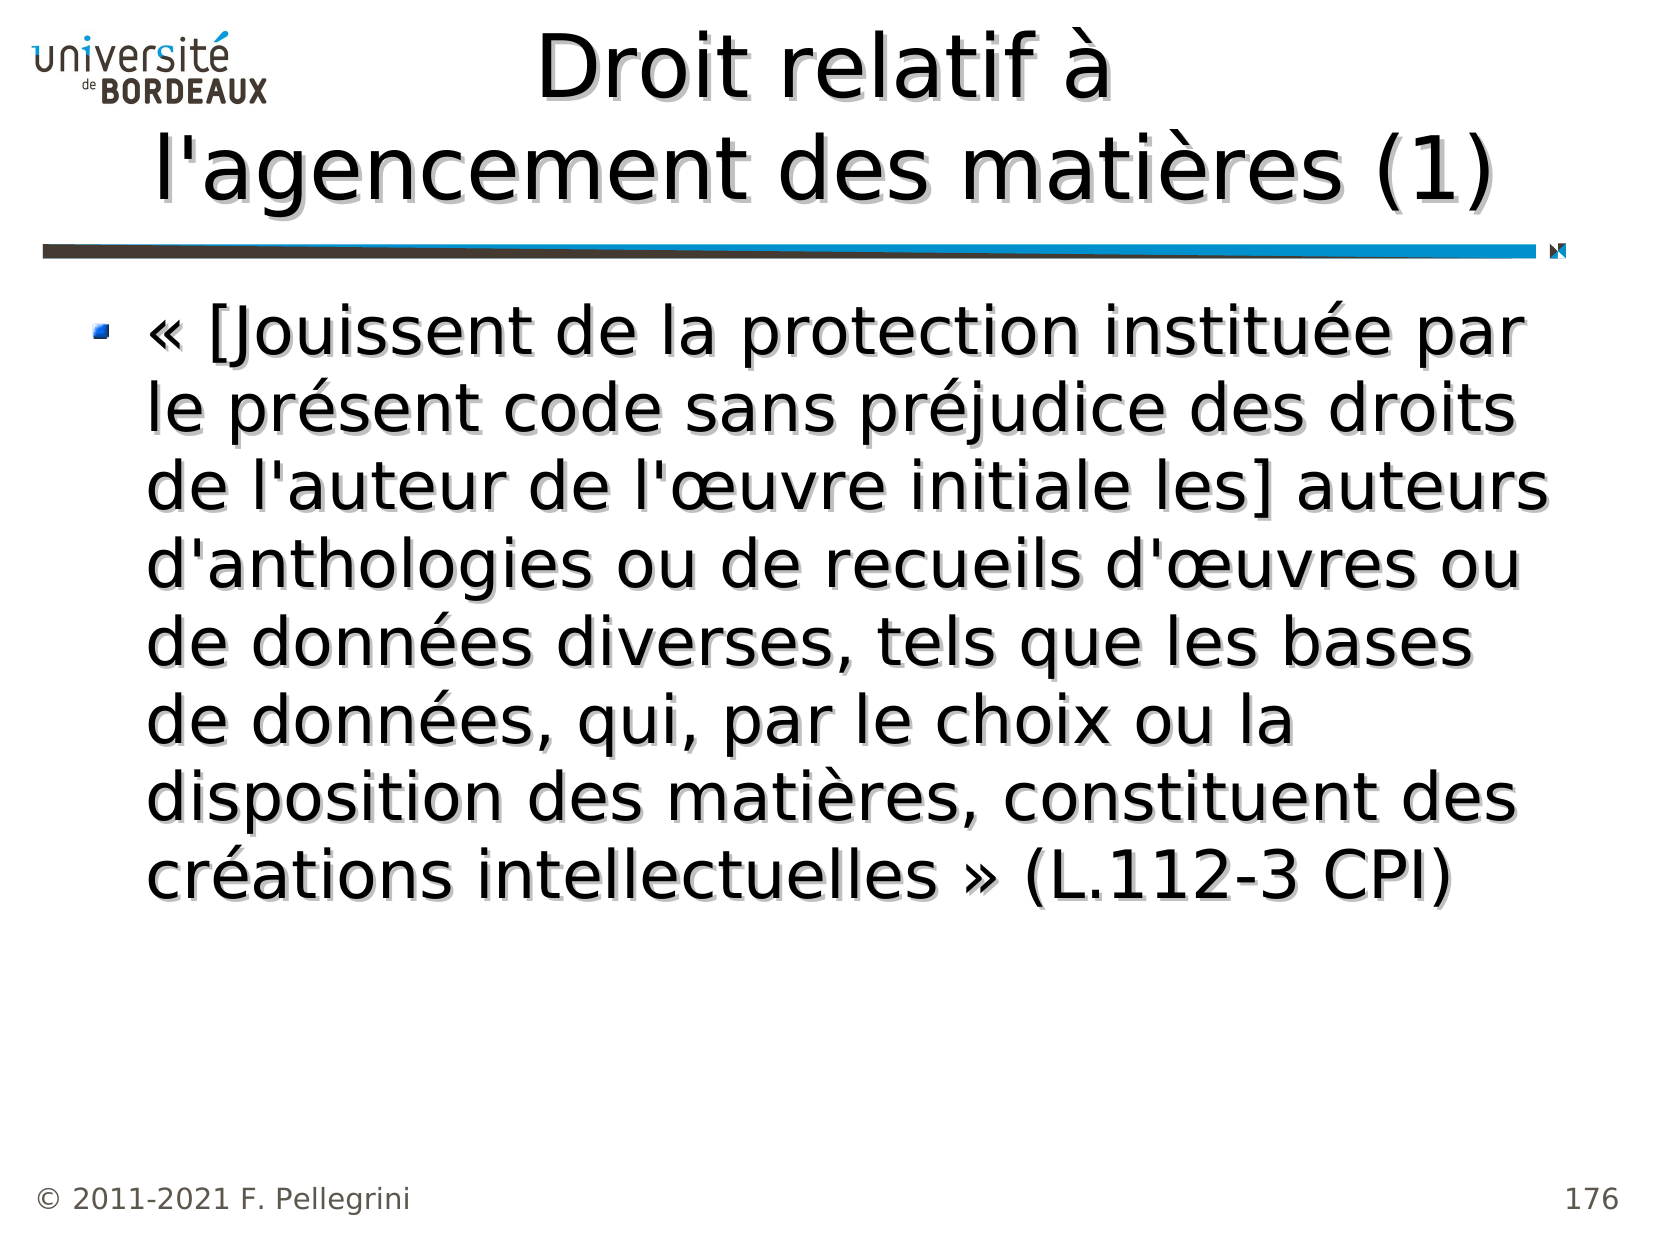 université
de BORDEAUX
Droit relatif à
l'agencement des matières (1)
« [Jouissent de la protection instituée par
le présent code sans préjudice des droits
de l'auteur de l'œuvre initiale les] auteurs
d'anthologies ou de recueils d'œuvres ou
de données diverses, tels que les bases
de données, qui, par le choix ou la
disposition des matières, constituent des
créations intellectuelles » (L.112-3 CPI)
© 2011-2021 F. Pellegrini
176